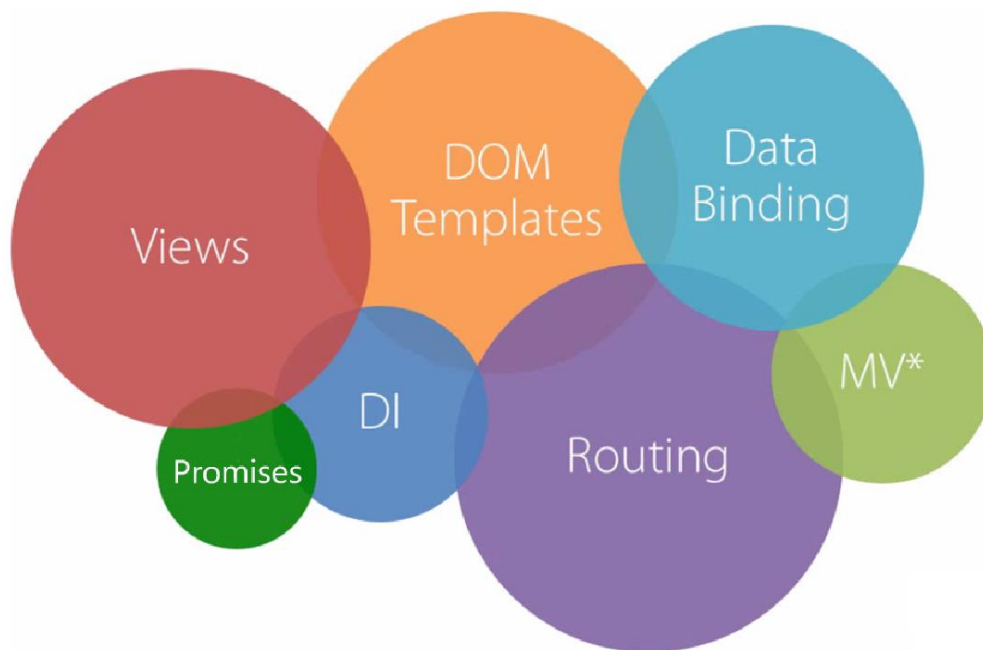 DOM
Templates
Data
Binding
Views
MV*
DI
Routing
Promises